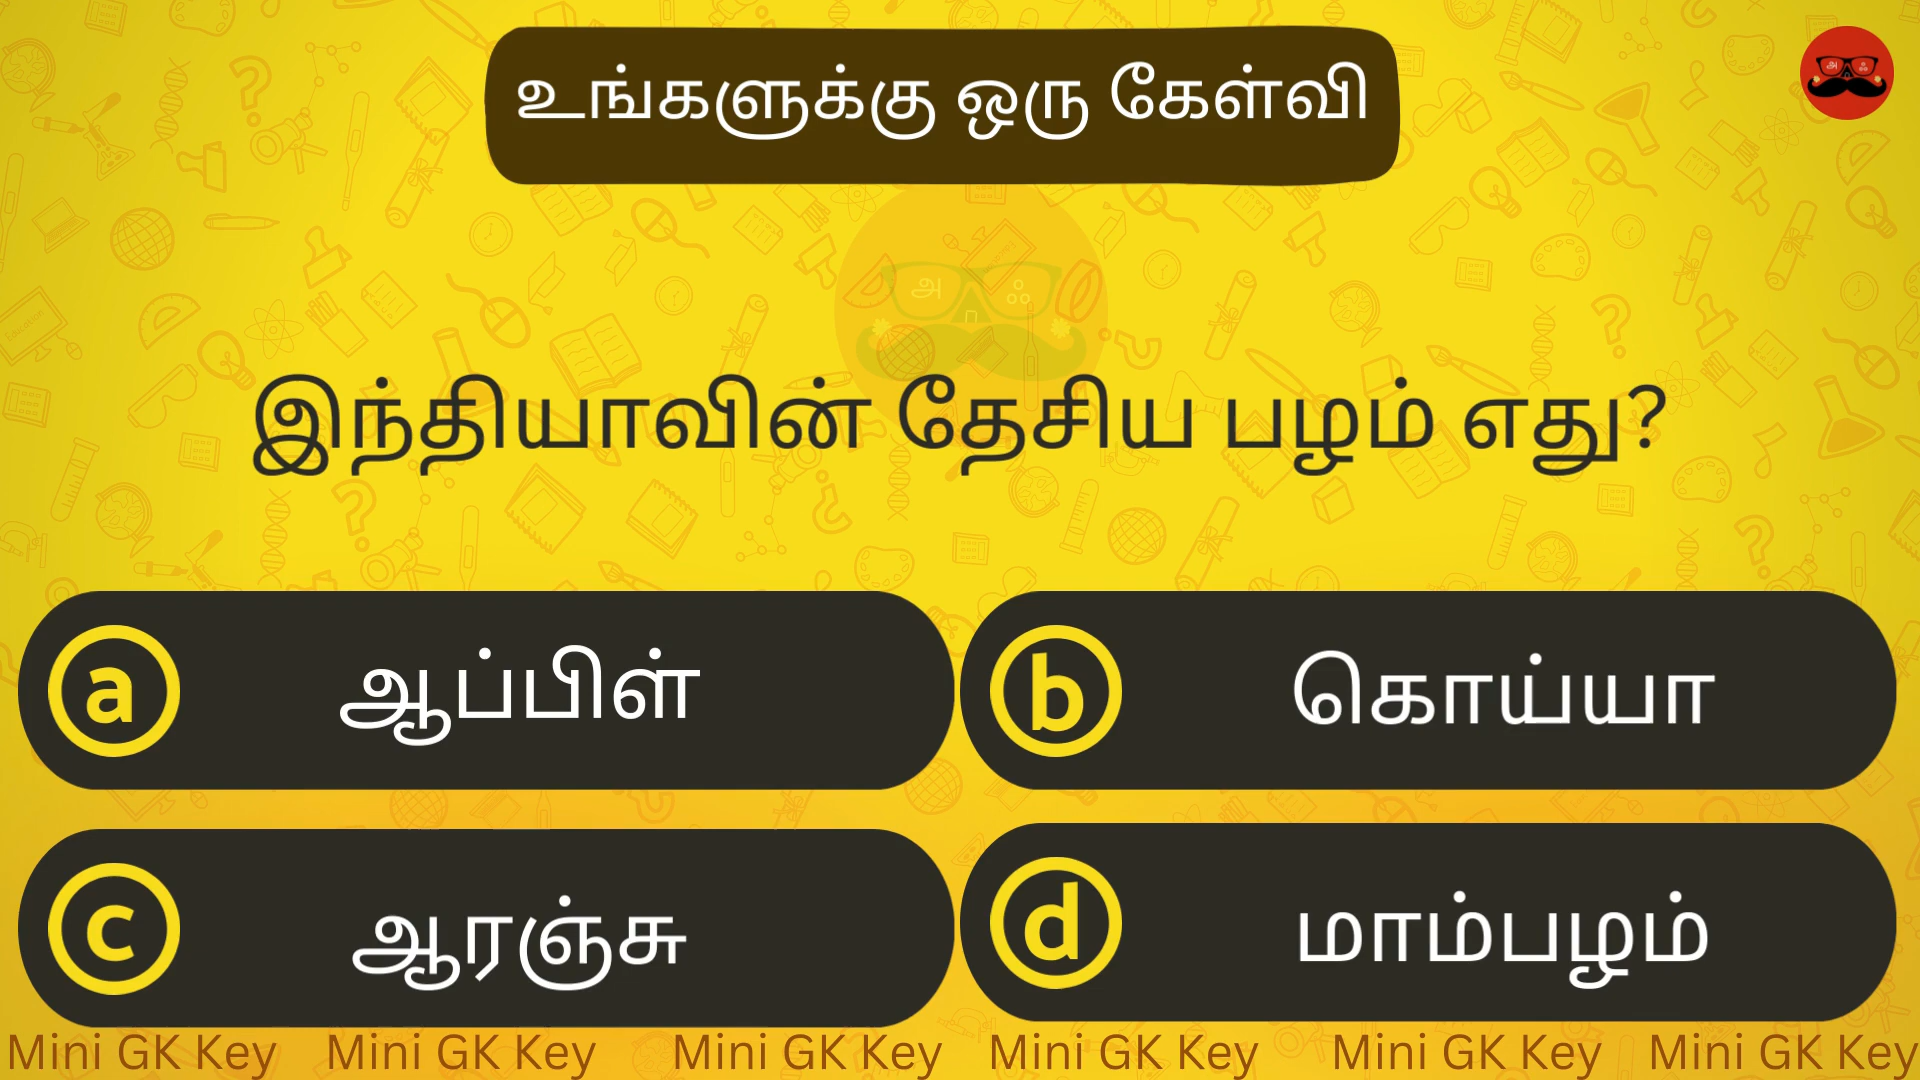 உங்களுக்கு ஒரு கேள்வி
இந்தியாவின் தேசிய பழம் எது?
a ஆப்பிள்
b கொய்யா
c ஆரஞ்சு
d மாம்பழம்
Mini GK Key Mini GK Key Mini GK Key Mini GK Key Mini GK Key Mini GK Key